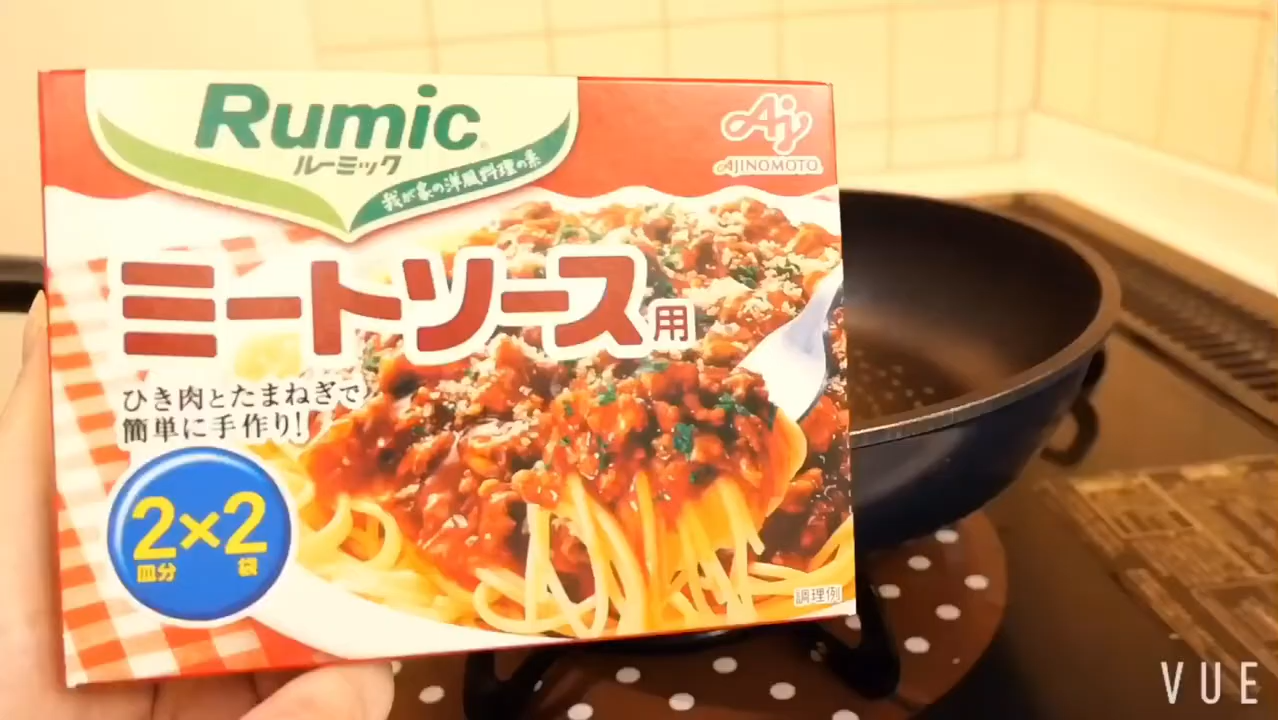 Rumic
ルーミック
我が家の洋風料理の素
Aj
AJINOMOTO®
ミートソース用
ひき肉とたまねぎで
簡単に手作り!
2×2
皿分 袋
調理例
VUE